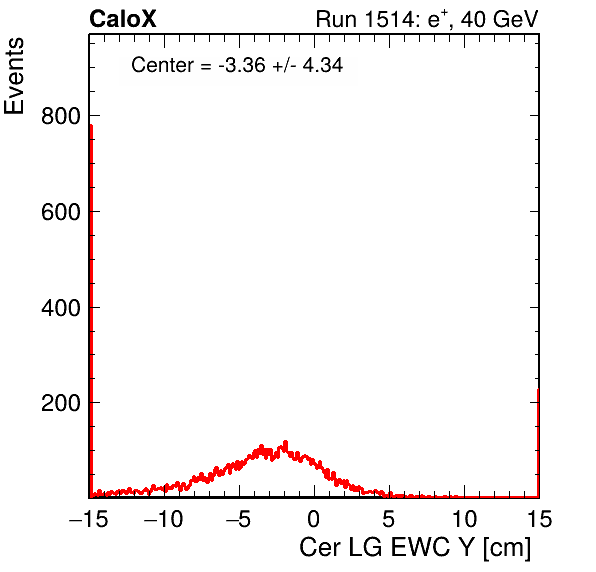 CaloX
Run 1514: e+, 40 GeV
Events
Center = -3.36 +/- 4.34
800
600
400
200
−15 −10 −5 0 5 10 15
Cer LG EWC Y [cm]